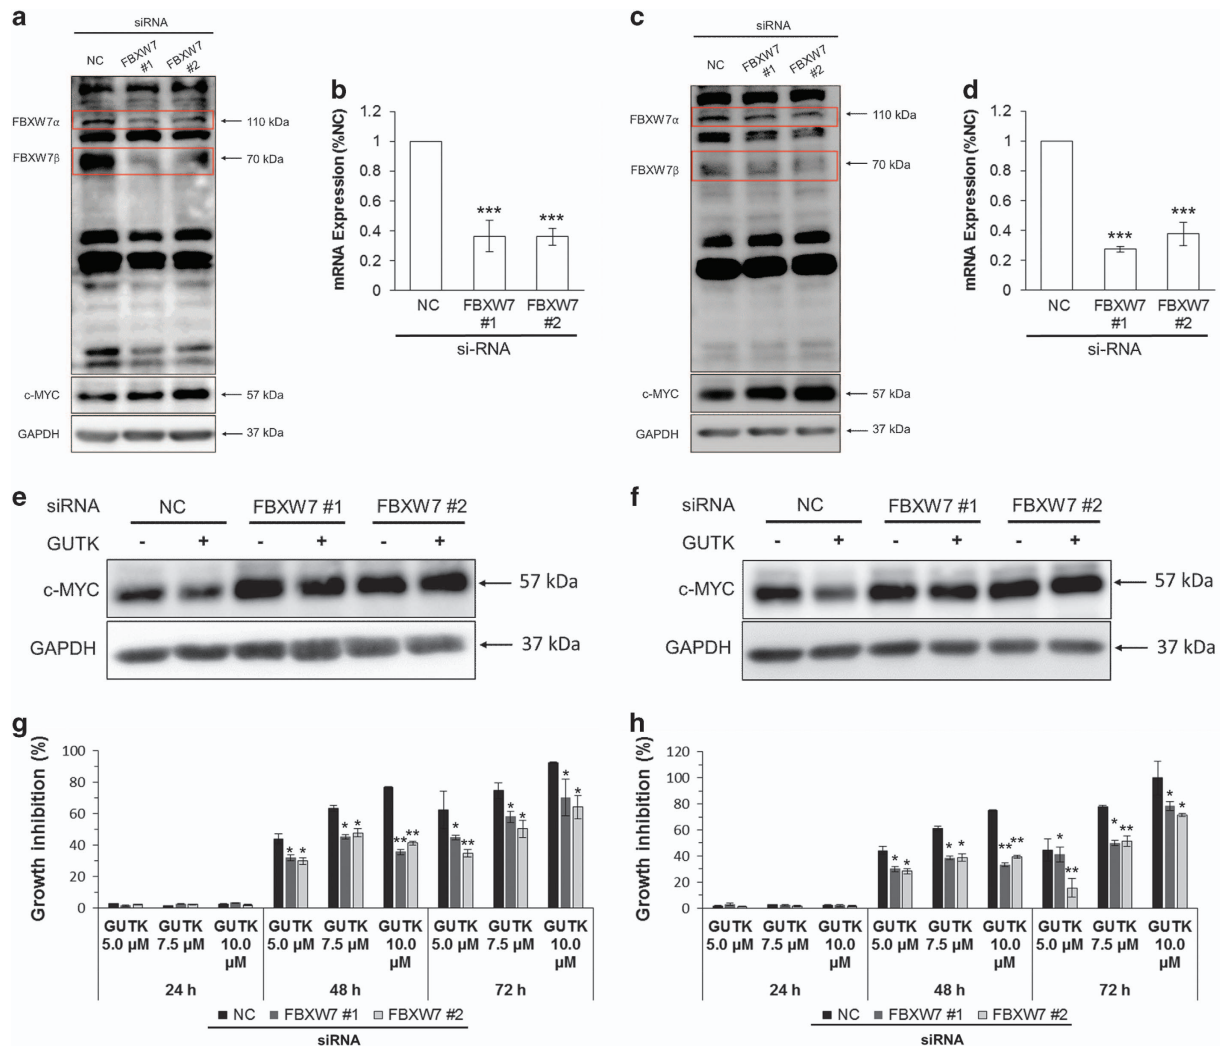 a
siRNA
NC FBXW7 #1 FBXW7 #2
FBXW7α
110 kDa
FBXW7β
70 kDa
c-MYC
57 kDa
GAPDH
37 kDa
b
mRNA Expression (%NC)
1.2
1
0.8
0.6
0.4
0.2
0
*** ***
NC FBXW7 FBXW7
#1 #2
si-RNA
c
siRNA
NC FBXW7 #1 FBXW7 #2
FBXW7α
110 kDa
FBXW7β
70 kDa
c-MYC
57 kDa
GAPDH
37 kDa
d
mRNA Expression (%NC)
1.2
1
0.8
0.6
0.4
0.2
0
*** ***
NC FBXW7 FBXW7
#1 #2
si-RNA
e
siRNA NC FBXW7 #1 FBXW7 #2
GUTK - + - + - +
c-MYC 57 kDa
GAPDH 37 kDa
f
siRNA NC FBXW7 #1 FBXW7 #2
GUTK - + - + - +
c-MYC 57 kDa
GAPDH 37 kDa
g
Growth Inhibition (%)
100
80
60
40
20
0
* * * * ** ** * ** * * * *
GUTK GUTK GUTK GUTK GUTK GUTK GUTK GUTK GUTK
5.0 µM 7.5 µM 10.0 5.0 µM 7.5 µM 10.0 5.0 µM 7.5 µM 10.0
µM µM µM
24 h 48 h 72 h
NC FBXW7 #1 FBXW7 #2
siRNA
h
Growth Inhibition (%)
120
100
80
60
40
20
0
* * * * ** ** * ** * ** * *
GUTK GUTK GUTK GUTK GUTK GUTK GUTK GUTK GUTK
5.0 µM 7.5 µM 10.0 5.0 µM 7.5 µM 10.0 5.0 µM 7.5 µM 10.0
µM µM µM
24 h 48 h 72 h
NC FBXW7 #1 FBXW7 #2
siRNA